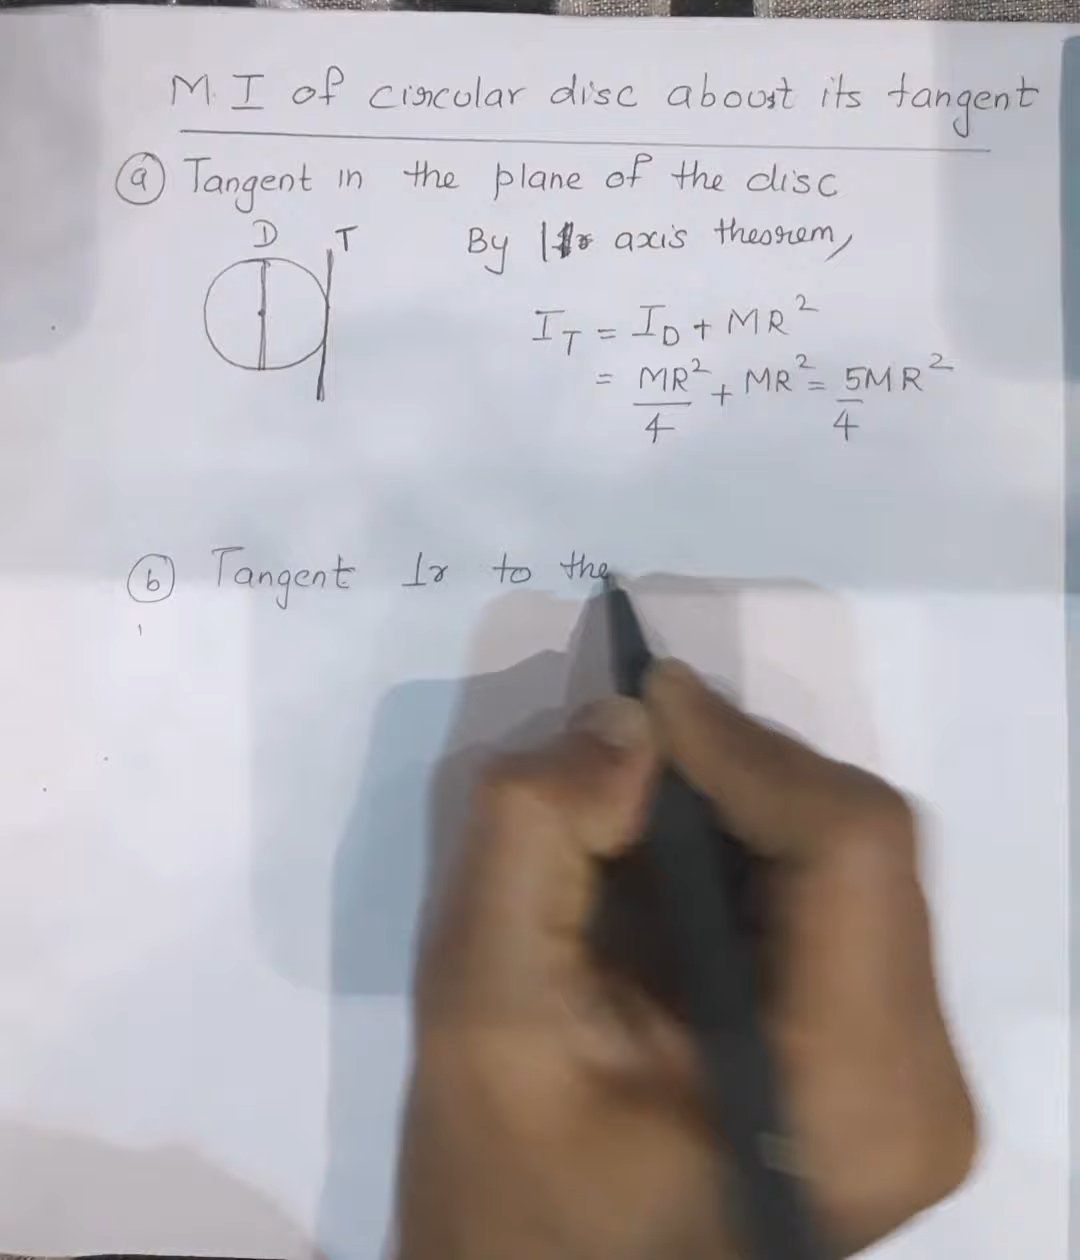 M.I of circular disc about its tangent
(a) Tangent in the plane of the disc
D T
By ||r axis theorem,
I_T = I_D + MR²
= MR²/4 + MR² = 5MR²/4
(b) Tangent ⊥r to the